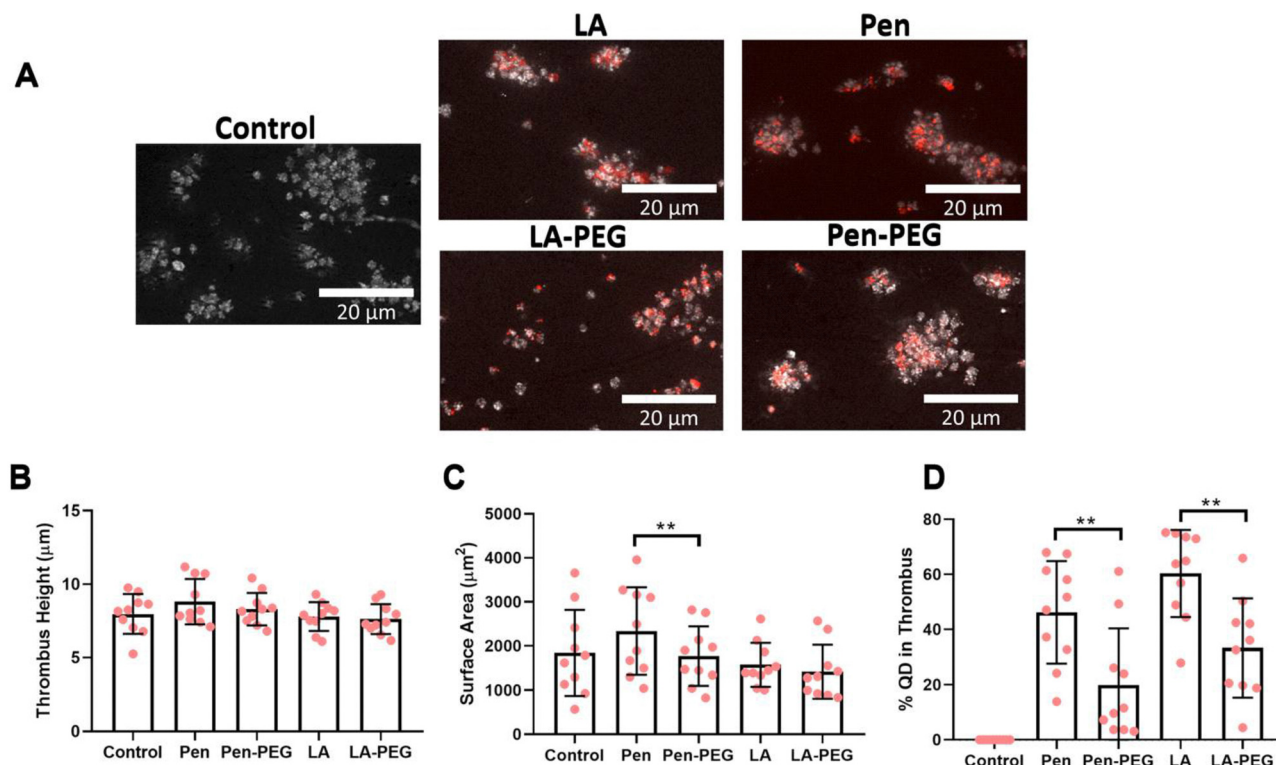 A
Control
20 µm
LA
20 µm
Pen
20 µm
LA-PEG
20 µm
Pen-PEG
20 µm
B
Thrombus Height (µm)
15
10
5
0
Control Pen Pen-PEG LA LA-PEG
C
Surface Area (µm²)
5000
4000
3000
2000
1000
0
**
Control Pen Pen-PEG LA LA-PEG
D
% QD in Thrombus
80
60
40
20
0
**
**
Control Pen Pen-PEG LA LA-PEG